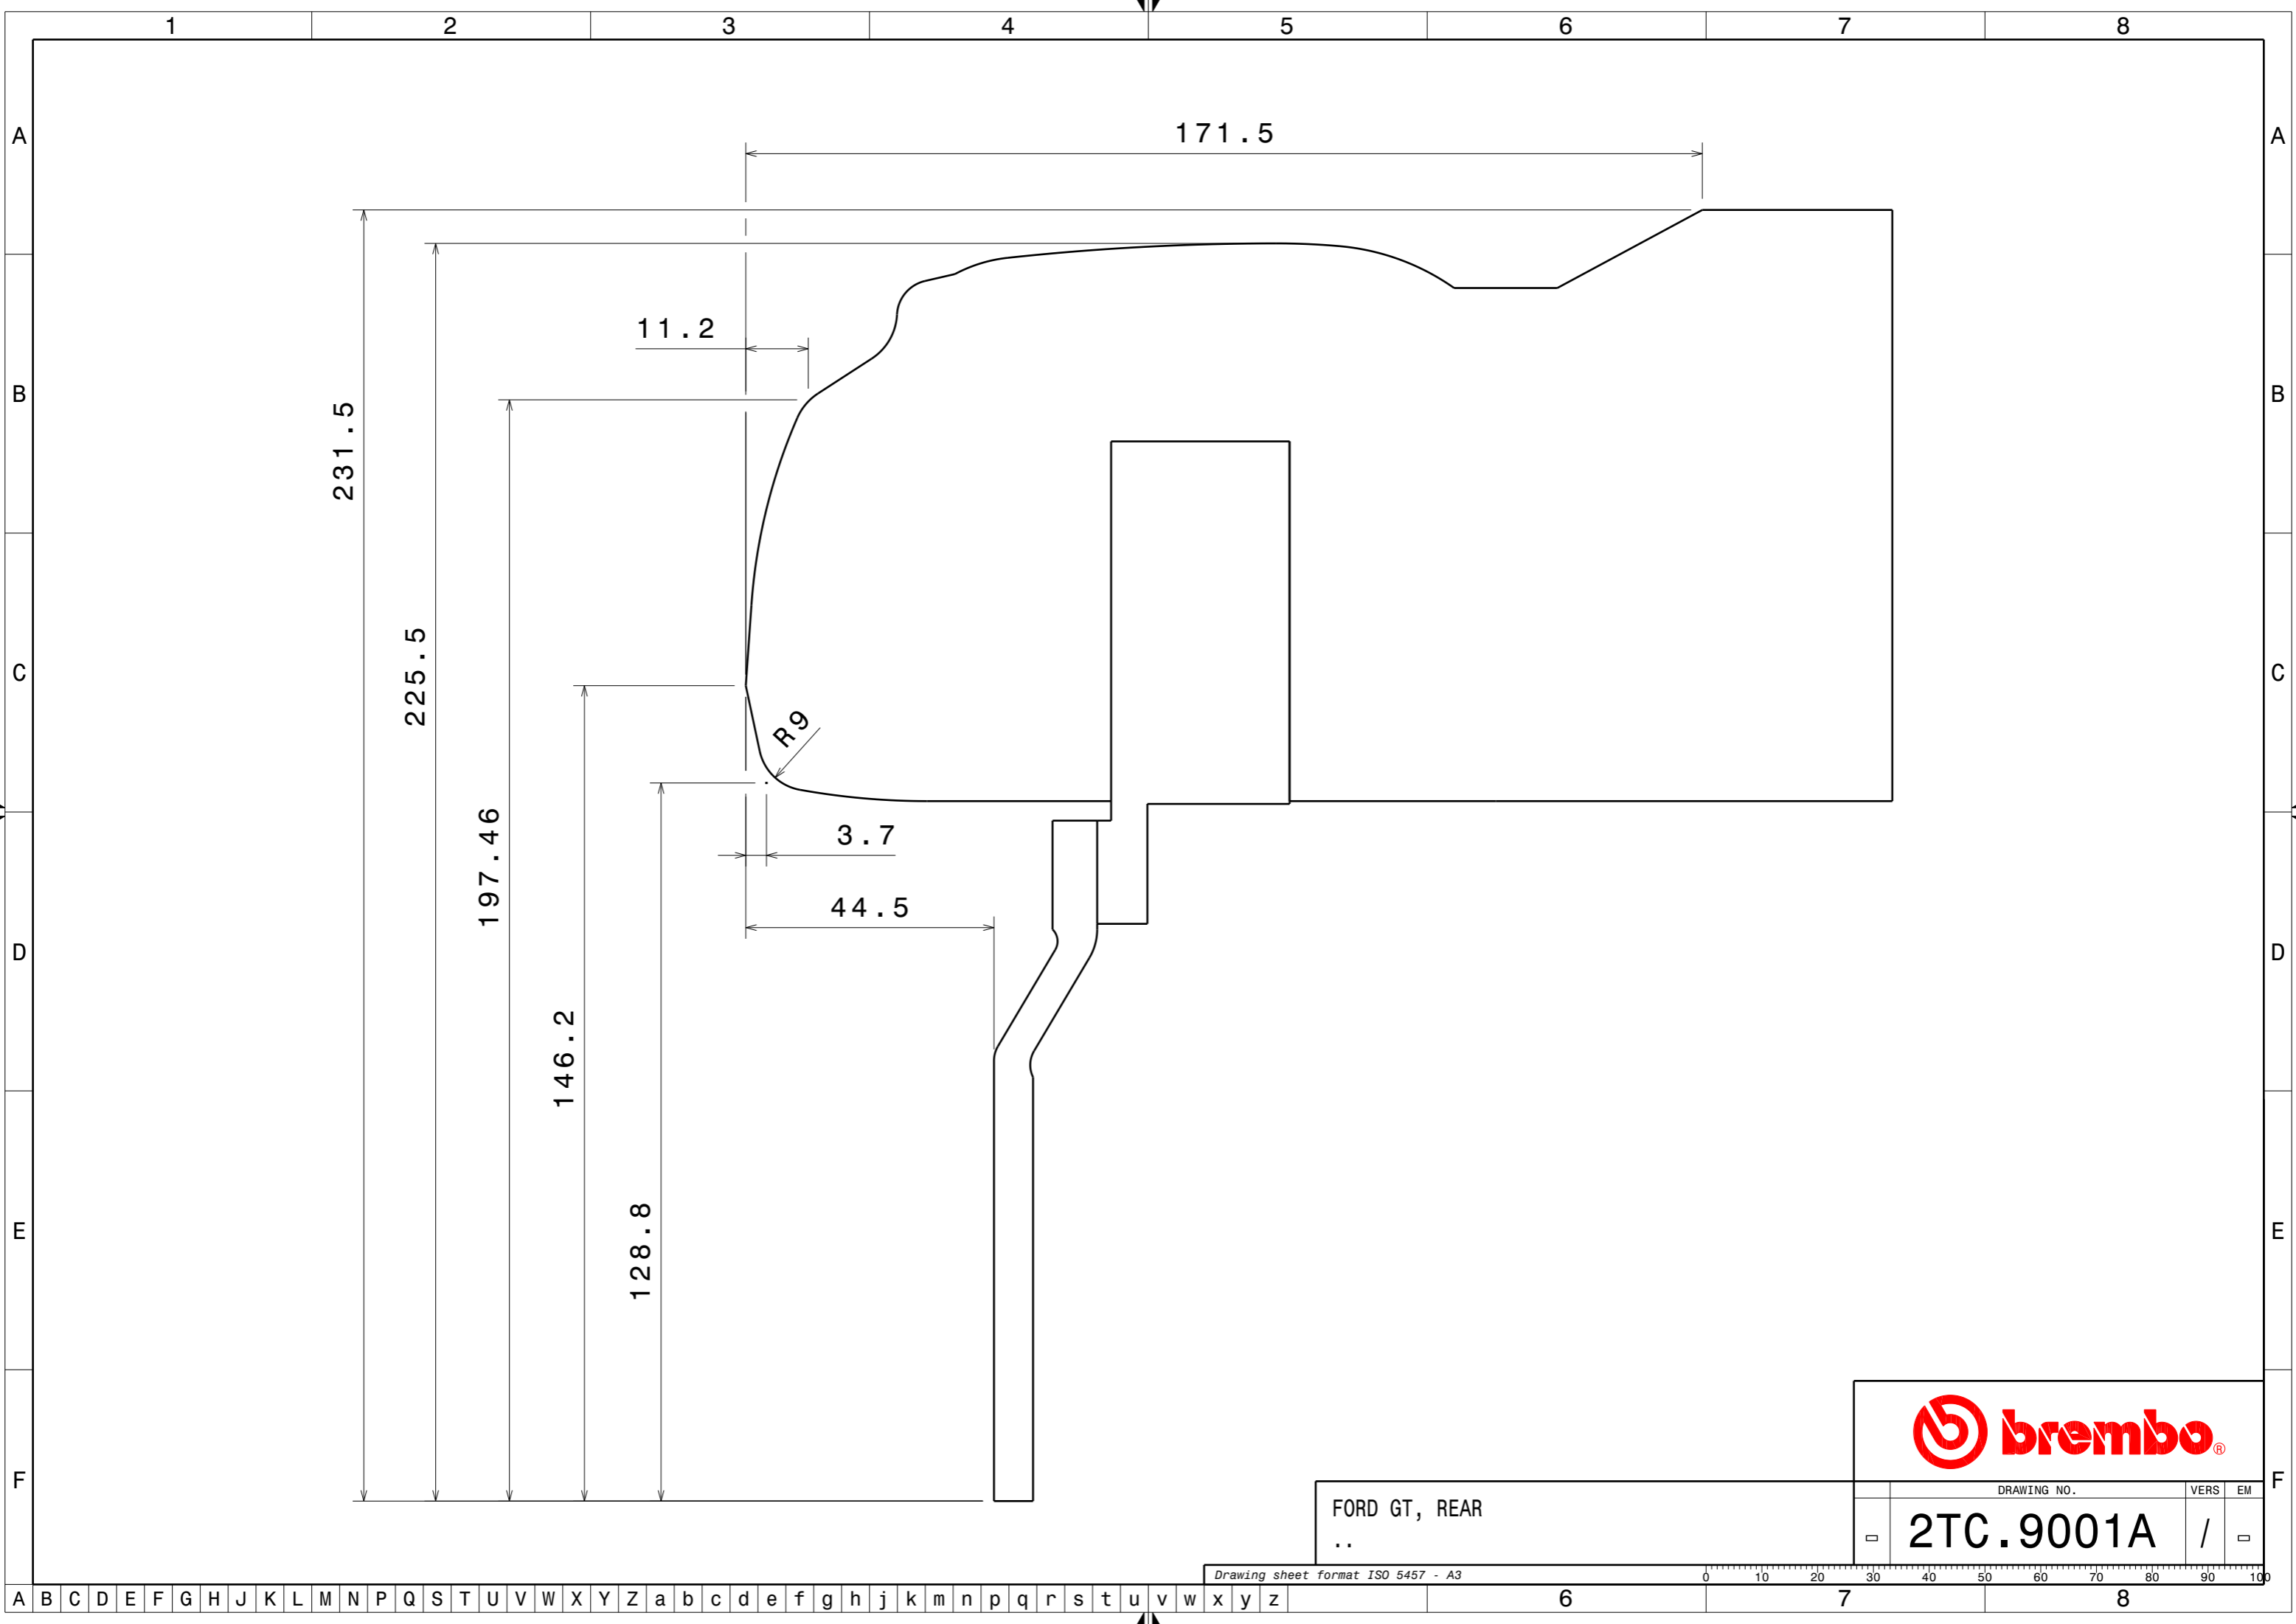 1 2 3 4 5 6 7 8
A A
171.5
11.2
B B
231.5
225.5
C C
R9
197.46
3.7
44.5
D D
146.2
128.8
E E
brembo®
F F
DRAWING NO. VERS EM
FORD GT, REAR
- 2TC.9001A / -
..
Drawing sheet format ISO 5457 - A3
0 10 20 30 40 50 60 70 80 90 100
A B C D E F G H J K L M N P Q S T U V W X Y Z a b c d e f g h j k m n p q r s t u v w x y z 6 7 8